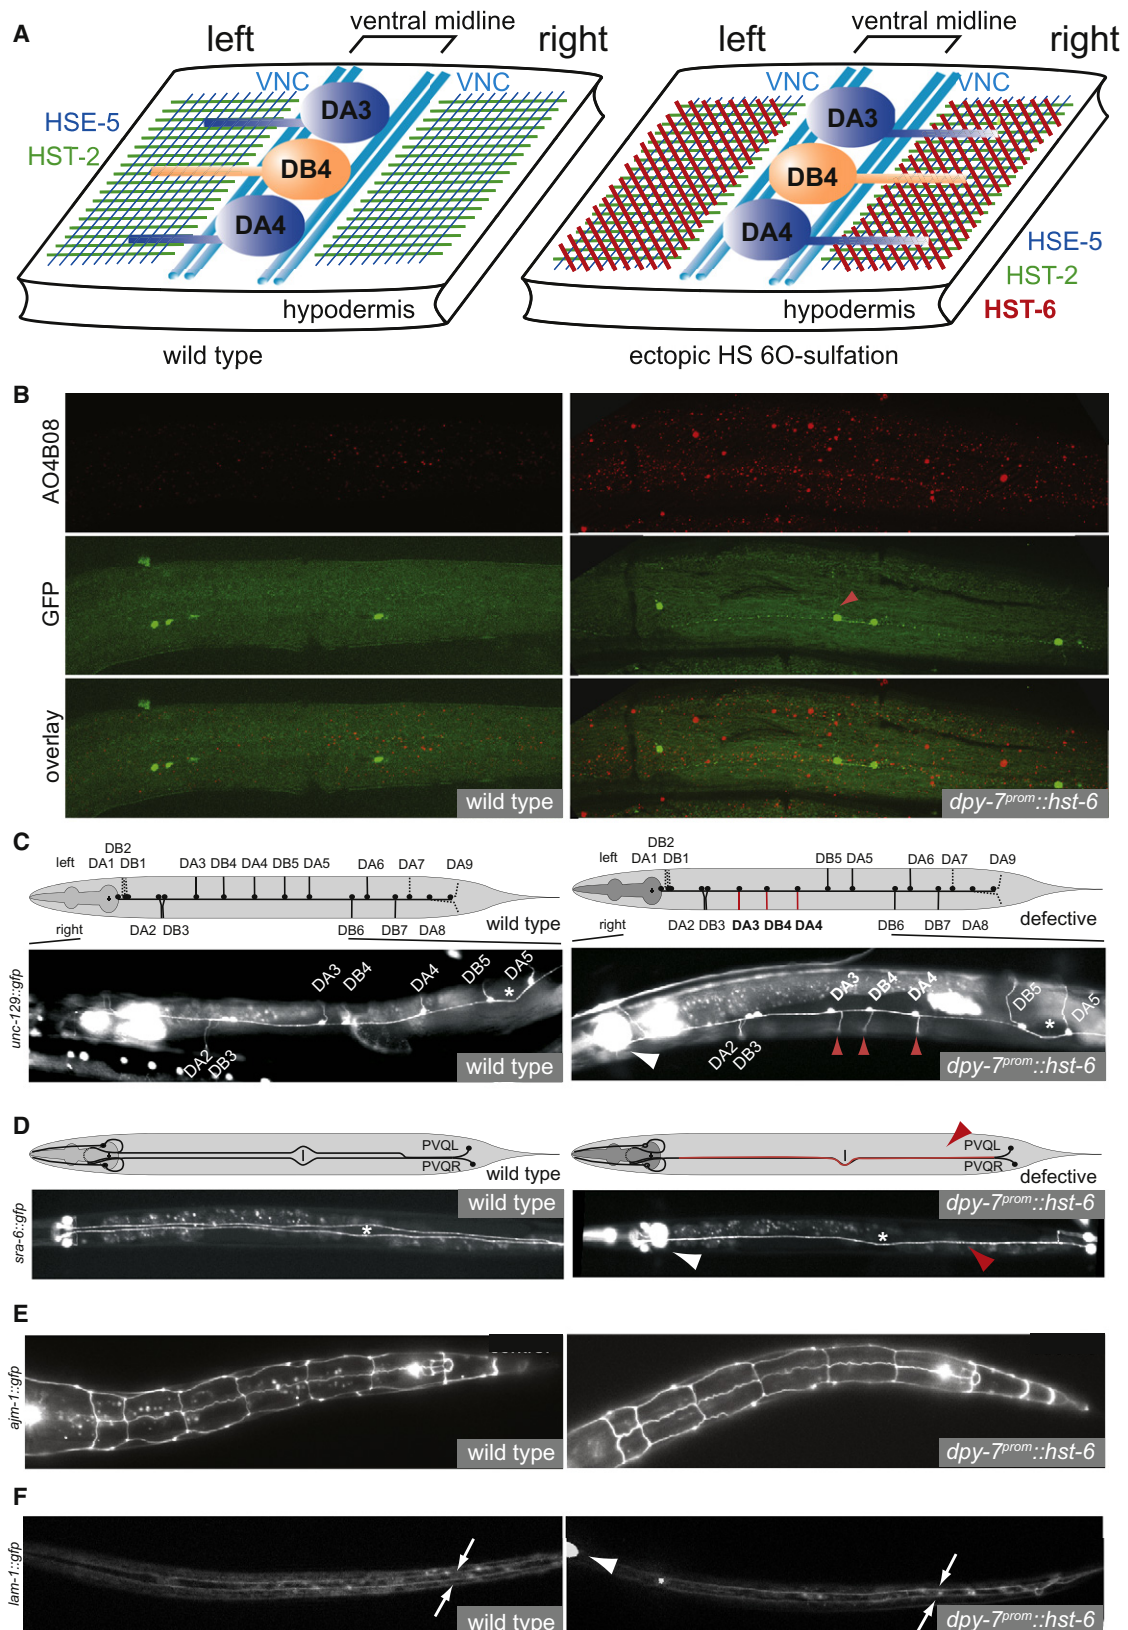 A
left
ventral midline
right
left
ventral midline
right
VNC
VNC
VNC
VNC
HSE-5
HST-2
DA3
DB4
DA4
DA3
DB4
DA4
HSE-5
HST-2
HST-6
hypodermis
hypodermis
wild type
ectopic HS 6O-sulfation
B
AO4B08
GFP
overlay
wild type
dpy-7prom::hst-6
C
DB2
left DA1 DB1 DA3 DB4 DA4 DB5 DA5 DA6 DA7 DA9
wild type
right DA2 DB3 DB6 DB7 DA8
DB2
left DA1 DB1 DB5 DA5 DA6 DA7 DA9
defective
right DA2 DB3 DA3 DB4 DA4 DB6 DB7 DA8
unc-129::gfp
DA3 DB4 DA4 DB5 DA5
*
DA2 DB3
wild type
DA3 DB4 DA4 DB5 DA5
*
DA2 DB3
dpy-7prom::hst-6
D
PVQL
PVQR
wild type
PVQL
PVQR
defective
sra-6::gfp
wild type
*
dpy-7prom::hst-6
*
E
ajm-1::gfp
wild type
dpy-7prom::hst-6
F
lam-1::gfp
wild type
dpy-7prom::hst-6